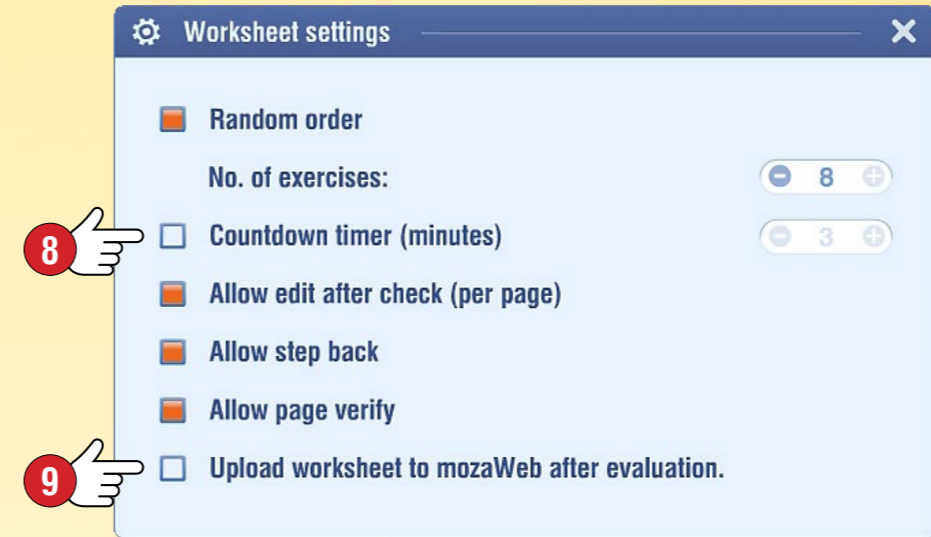 Worksheet settings
Random order
No. of exercises: 8
8 Countdown timer (minutes) 3
Allow edit after check (per page)
Allow step back
Allow page verify
9 Upload worksheet to mozaWeb after evaluation.